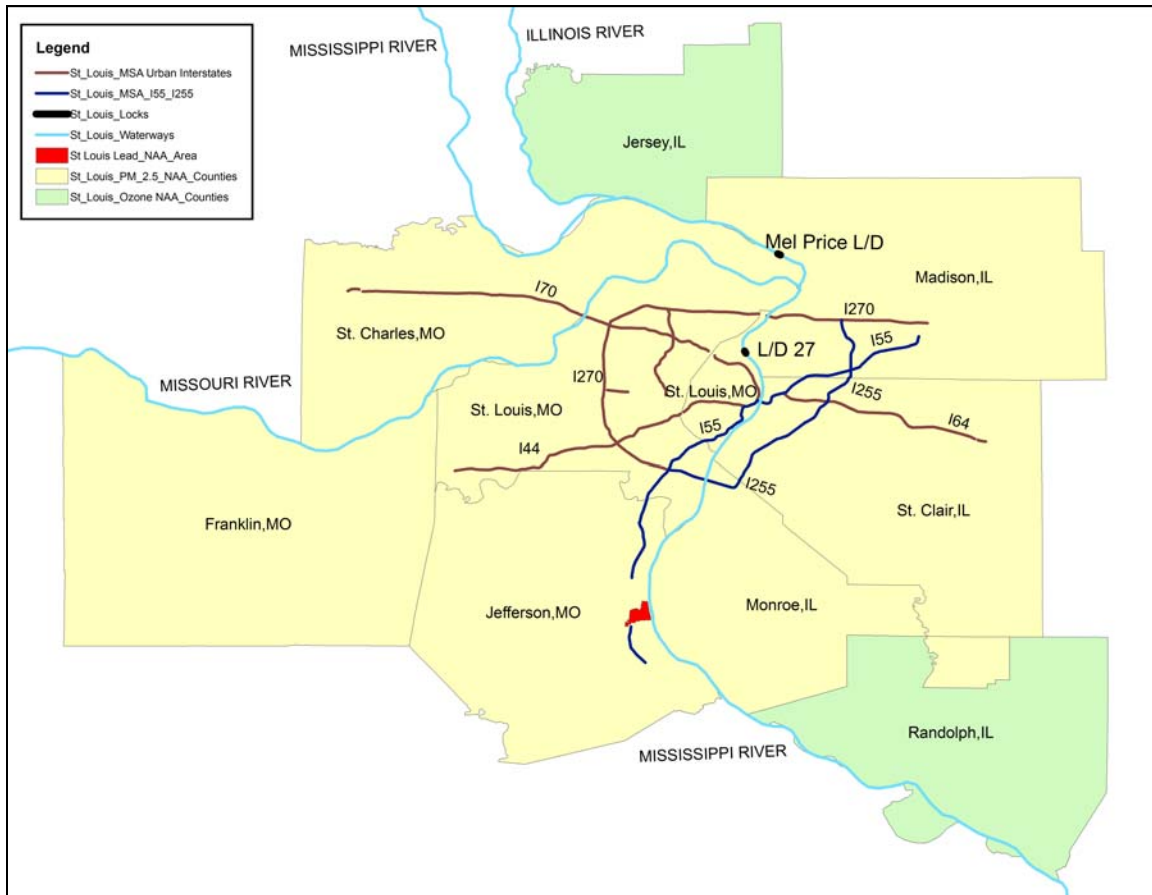 Legend
St_Louis_MSA Urban Interstates
St_Louis_MSA_I55_I255
St_Louis_Locks
St_Louis_Waterways
St Louis Lead_NAA_Area
St_Louis_PM_2.5_NAA_Counties
St_Louis_Ozone NAA_Counties
MISSISSIPPI RIVER
ILLINOIS RIVER
Jersey,IL
Mel Price L/D
Madison,IL
I70
I270
St. Charles,MO
I55
L/D 27
MISSOURI RIVER
I270
St. Louis,MO
I255
St. Louis,MO
I64
I55
I44
I255
St. Clair,IL
Franklin,MO
Jefferson,MO
Monroe,IL
Randolph,IL
MISSISSIPPI RIVER